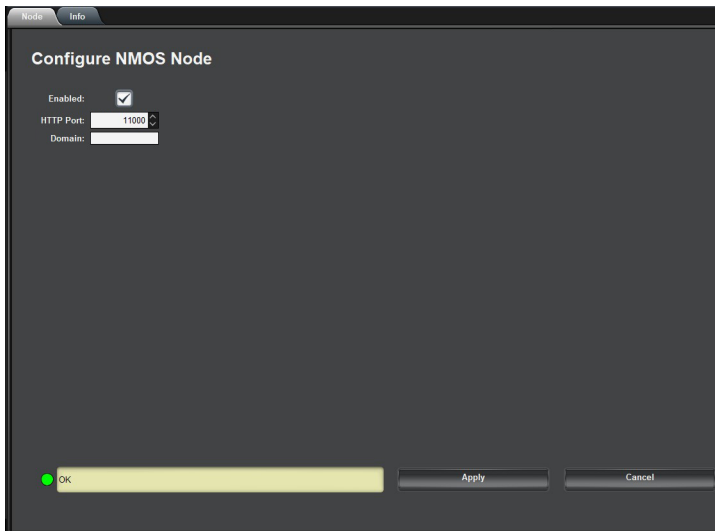 Node Info
Configure NMOS Node
Enabled:
HTTP Port: 11000
Domain:
OK Apply Cancel